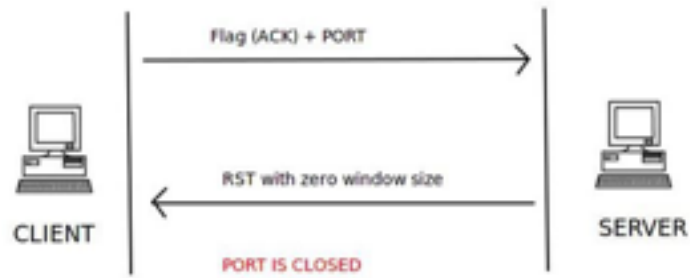 Flag (ACK) + PORT
RST with zero window size
CLIENT
SERVER
PORT IS CLOSED